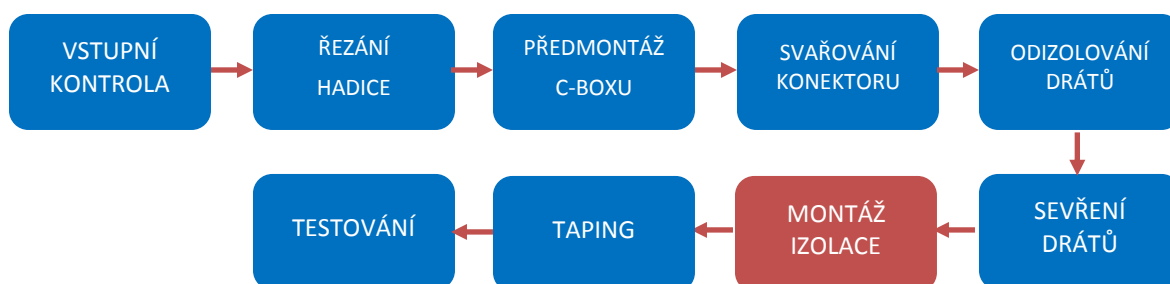 VSTUPNÍ
KONTROLA
ŘEZÁNÍ
HADICE
PŘEDMONTÁŽ
C-BOXU
SVAŘOVÁNÍ
KONEKTORU
ODIZOLOVÁNÍ
DRÁTŮ
SEVŘENÍ
DRÁTŮ
MONTÁŽ
IZOLACE
TAPING
TESTOVÁNÍ